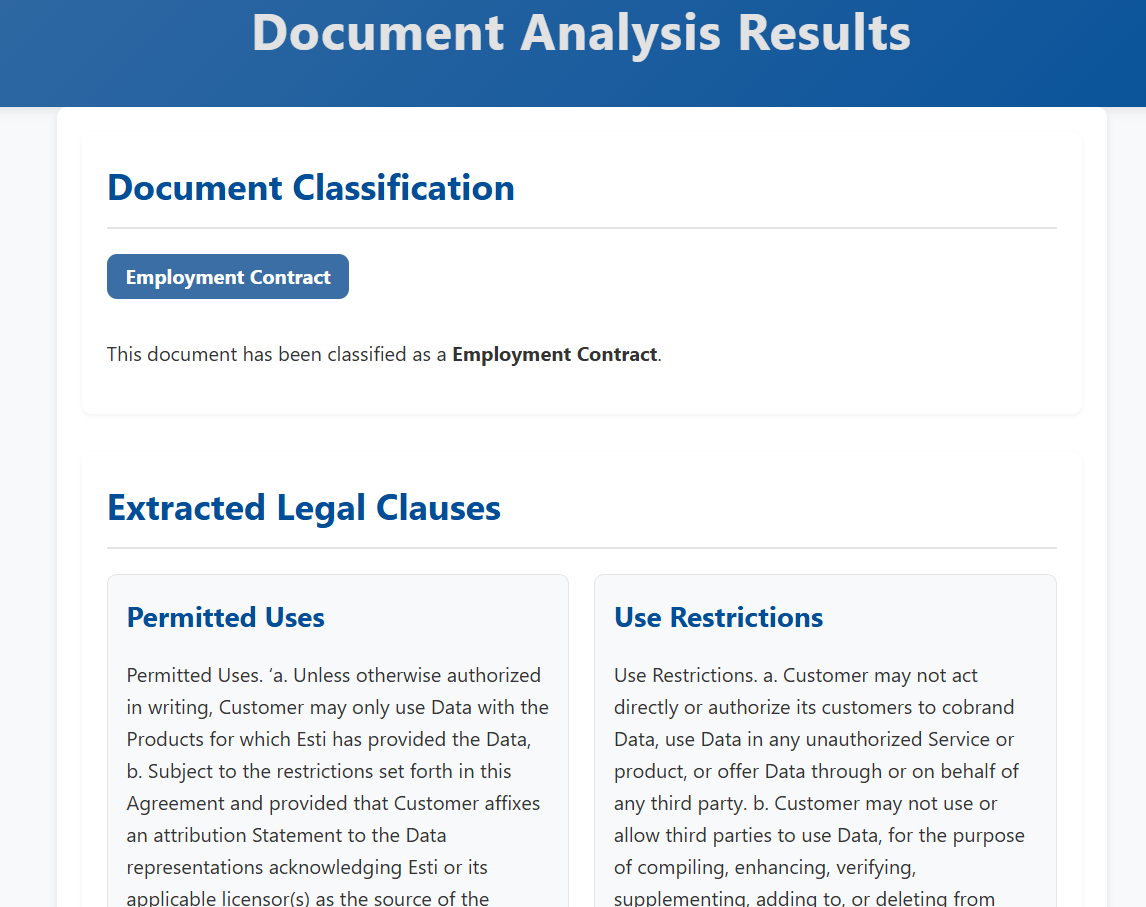 Document Analysis Results
Document Classification
Employment Contract
This document has been classified as a Employment Contract.
Extracted Legal Clauses
Permitted Uses
Permitted Uses. ‘a. Unless otherwise authorized
in writing, Customer may only use Data with the
Products for which Esti has provided the Data,
b. Subject to the restrictions set forth in this
Agreement and provided that Customer affixes
an attribution Statement to the Data
representations acknowledging Esti or its
applicable licensor(s) as the source of the
Use Restrictions
Use Restrictions. a. Customer may not act
directly or authorize its customers to cobrand
Data, use Data in any unauthorized Service or
product, or offer Data through or on behalf of
any third party. b. Customer may not use or
allow third parties to use Data, for the purpose
of compiling, enhancing, verifying,
supplementing, adding to, or deleting from